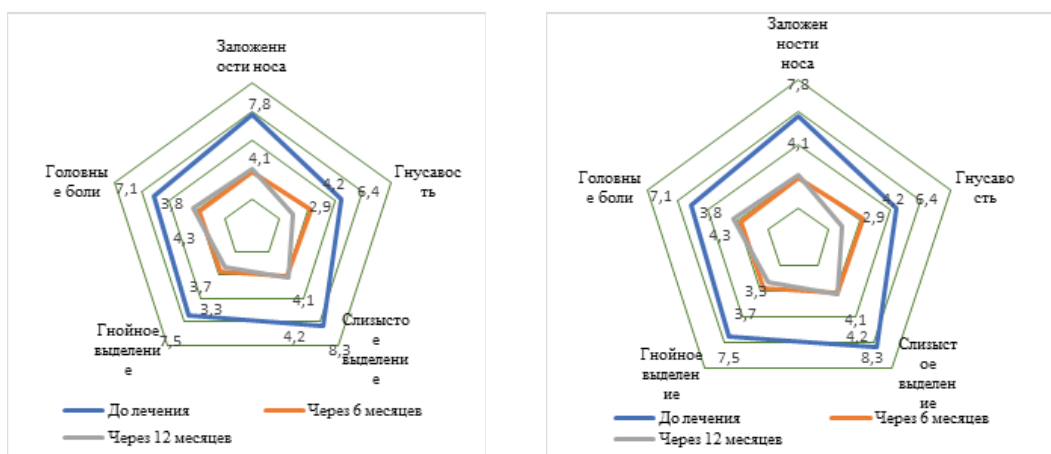 Заложенн
ости носа
7,8
4,1
Гнусавос
ть
6,4
4,2
2,9
Слизысто
е
выделени
е
8,3
4,2
4,1
Гнойное
выделени
е
7,5
3,3
3,7
Головны
е боли
7,1
3,8
4,3
До лечения
Через 6 месяцев
Через 12 месяцев
Заложен
ности
носа
7,8
4,1
Гнусаво
сть
6,4
4,2
2,9
Слизыст
ое
выделен
ие
8,3
4,2
4,1
Гнойное
выделен
ие
7,5
3,7
3,3
Головны
е боли
7,1
3,8
4,3
До лечения
Через 6 месяцев
Через 12 месяцев